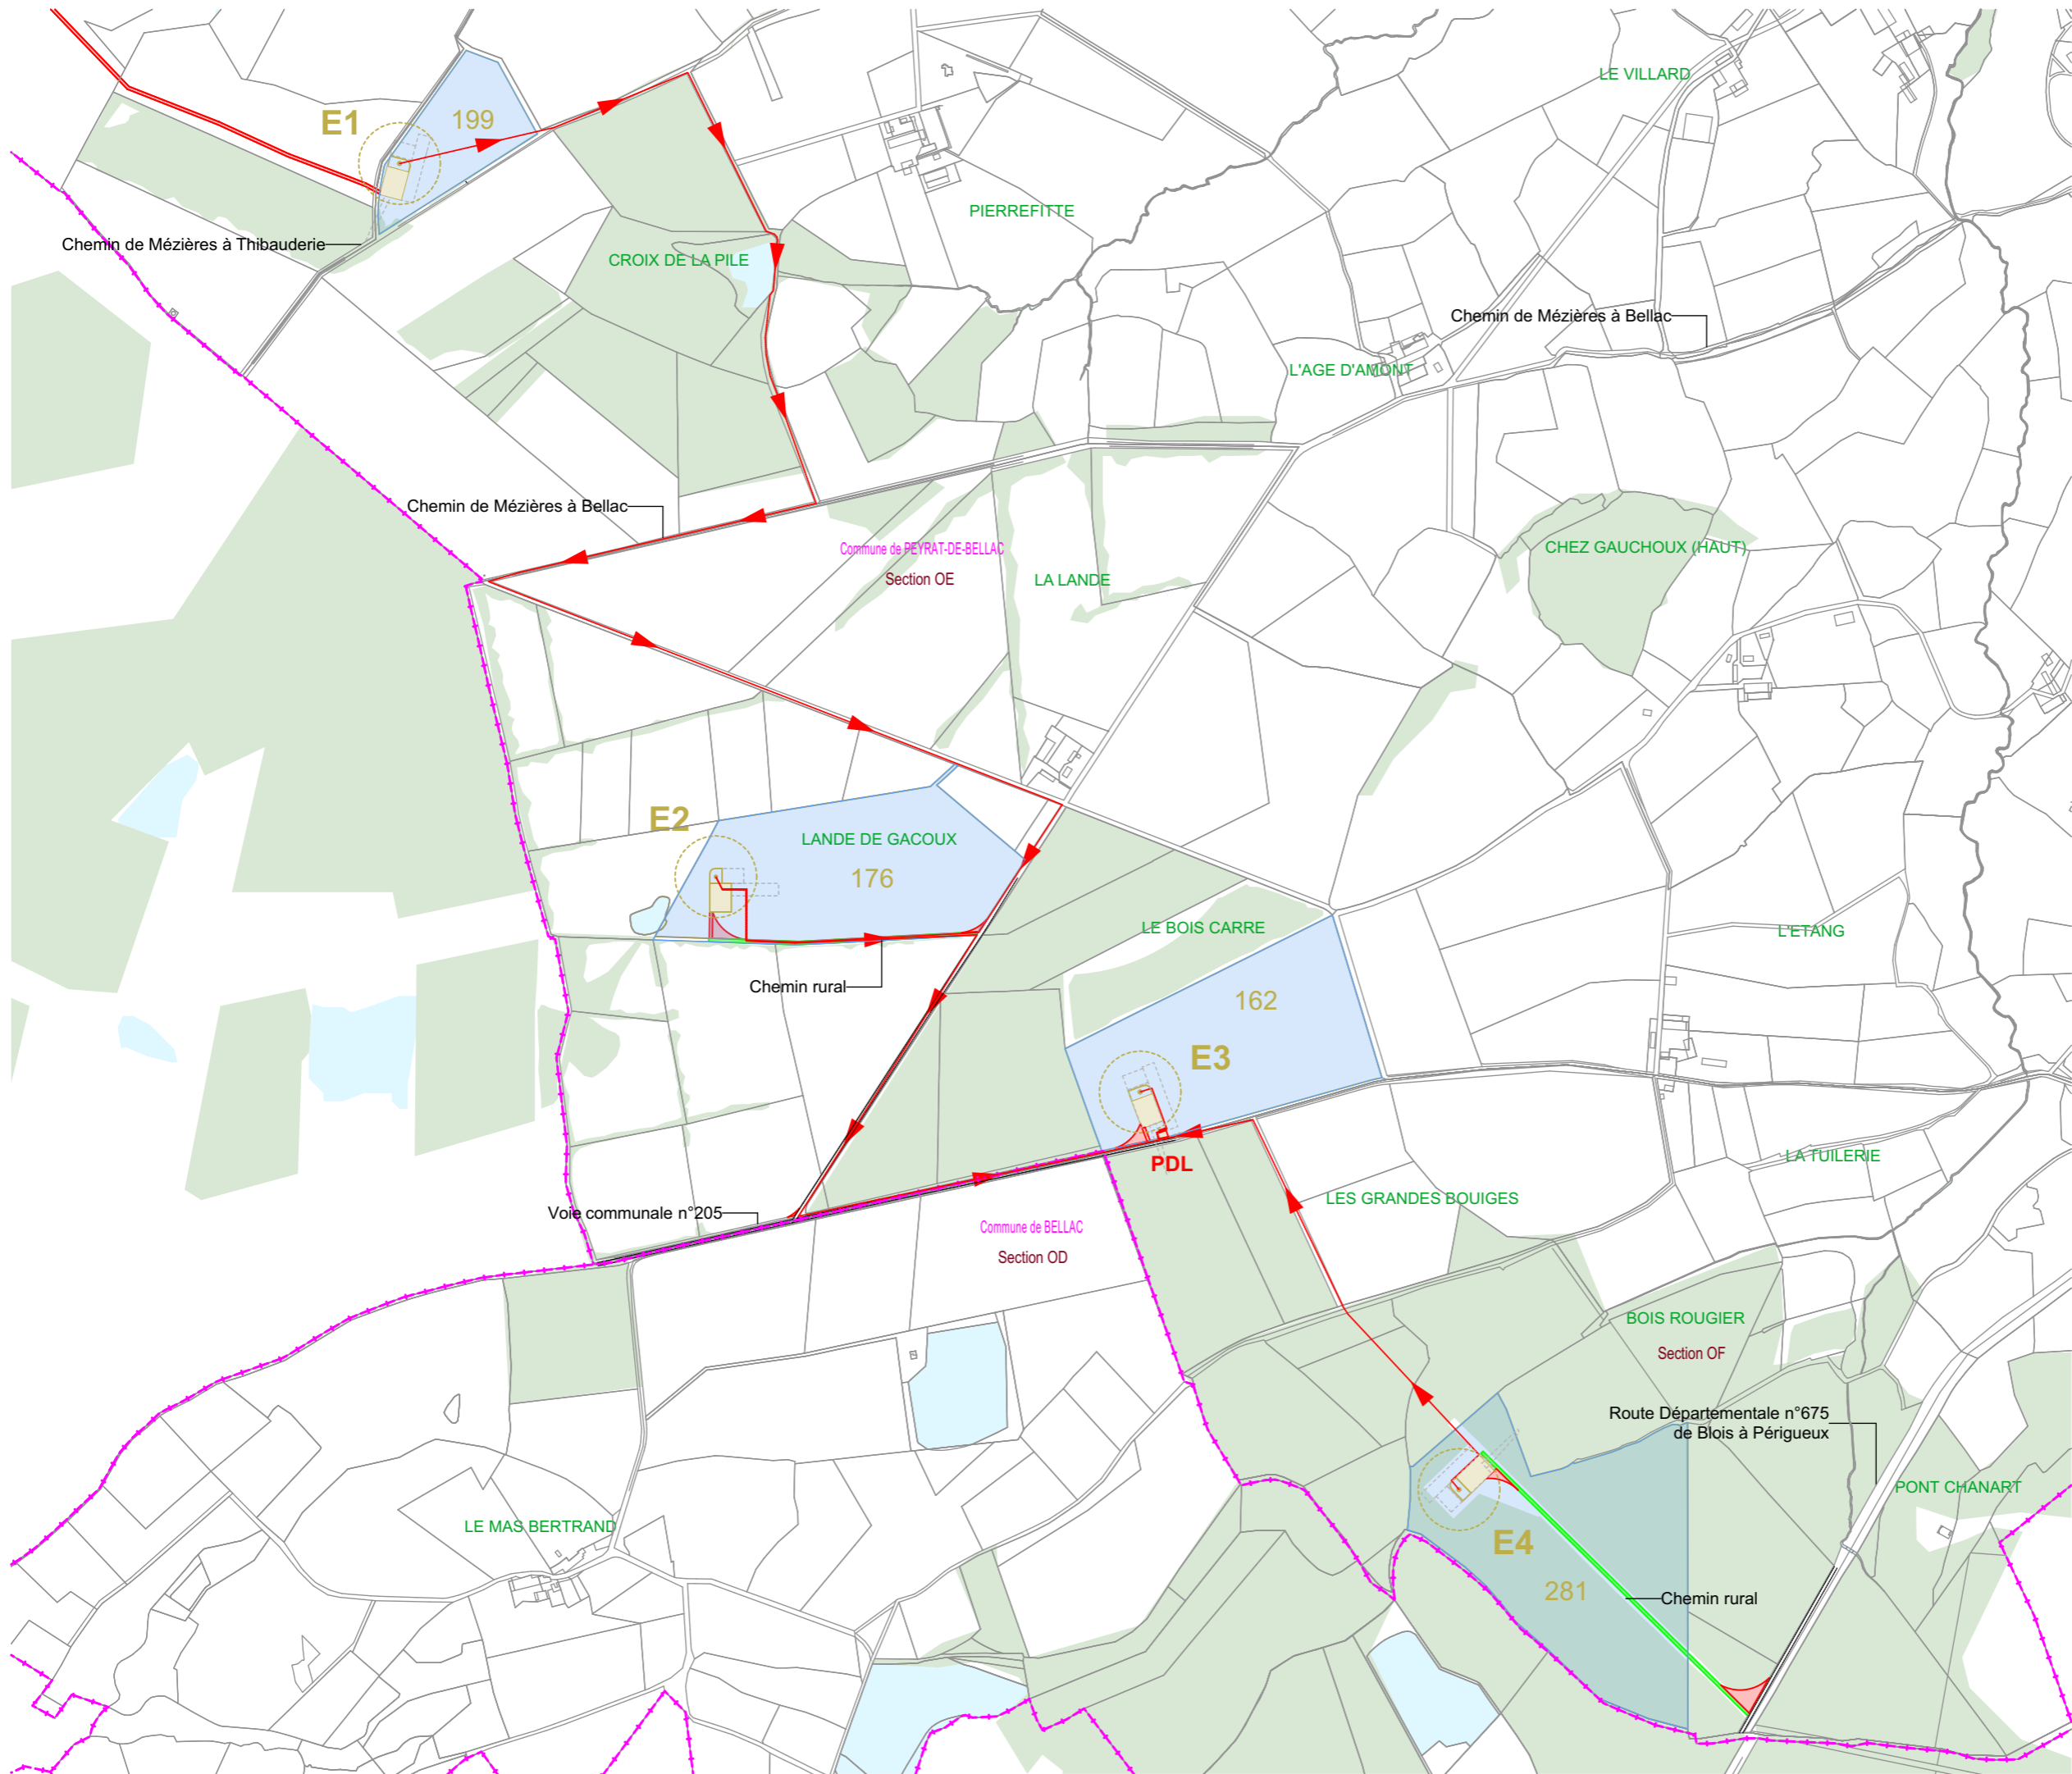 LE VILLARD
E1
199
PIERREFITTE
Chemin de Mézières à Thibauderie
CROIX DE LA PILE
Chemin de Mézières à Bellac
L'AGE D'AMONT
Chemin de Mézières à Bellac
Commune de PEYRAT-DE-BELLAC
Section OE
LA LANDE
CHEZ GAUCHOUX (HAUT)
E2
LANDE DE GACOUX
176
LE BOIS CARRE
L'ETANG
Chemin rural
162
E3
PDL
LA TUILERIE
LES GRANDES BOUIGES
Voie communale n°205
Commune de BELLAC
Section OD
BOIS ROUGIER
Section OF
Route Départementale n°675
de Blois à Périgueux
PONT CHANART
LE MAS BERTRAND
E4
281
Chemin rural